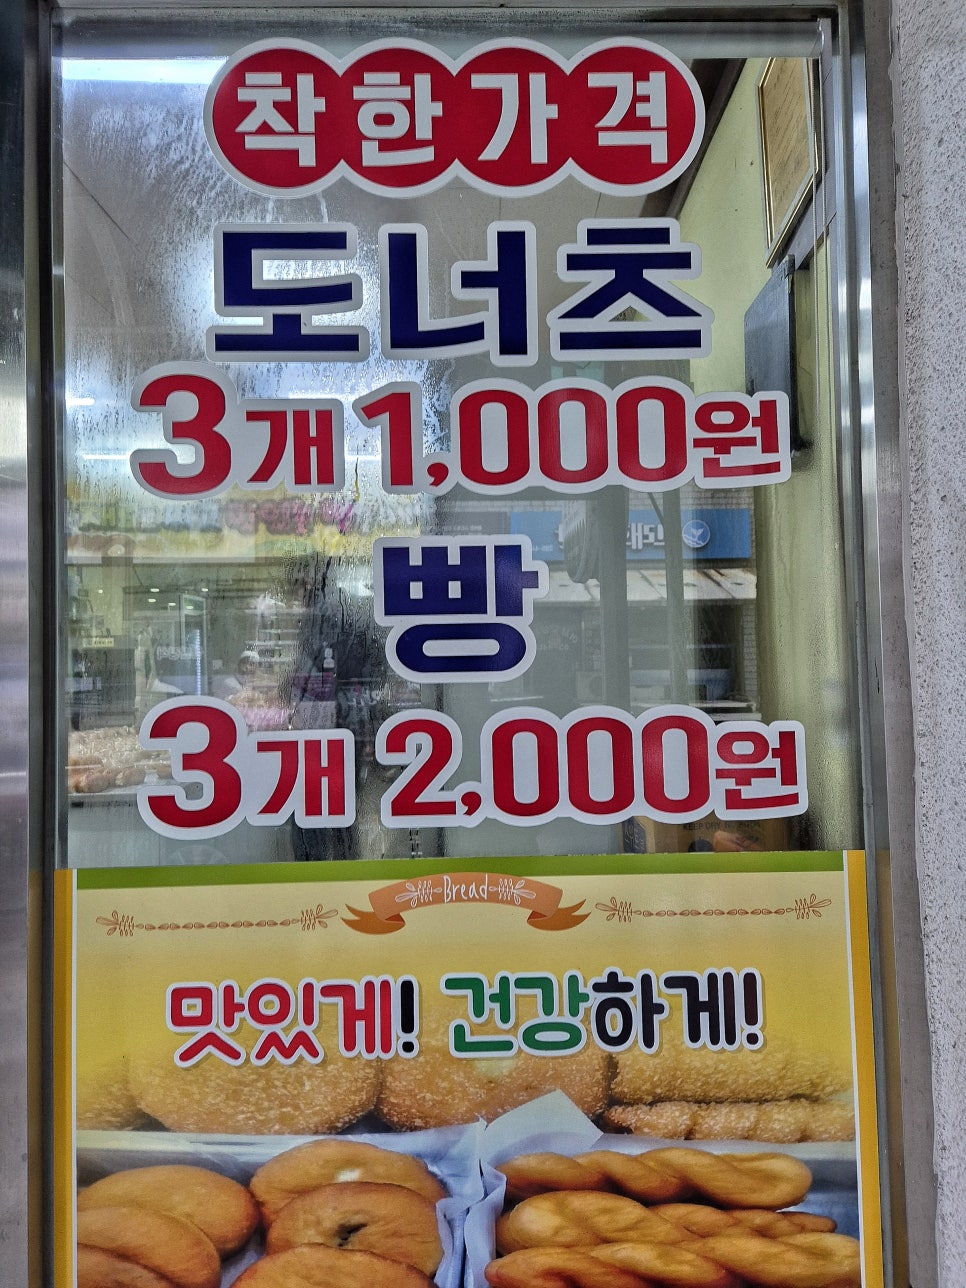 착한가격
도너츠
3개 1,000원
빵
3개 2,000원
Bread
맛있게! 건강하게!